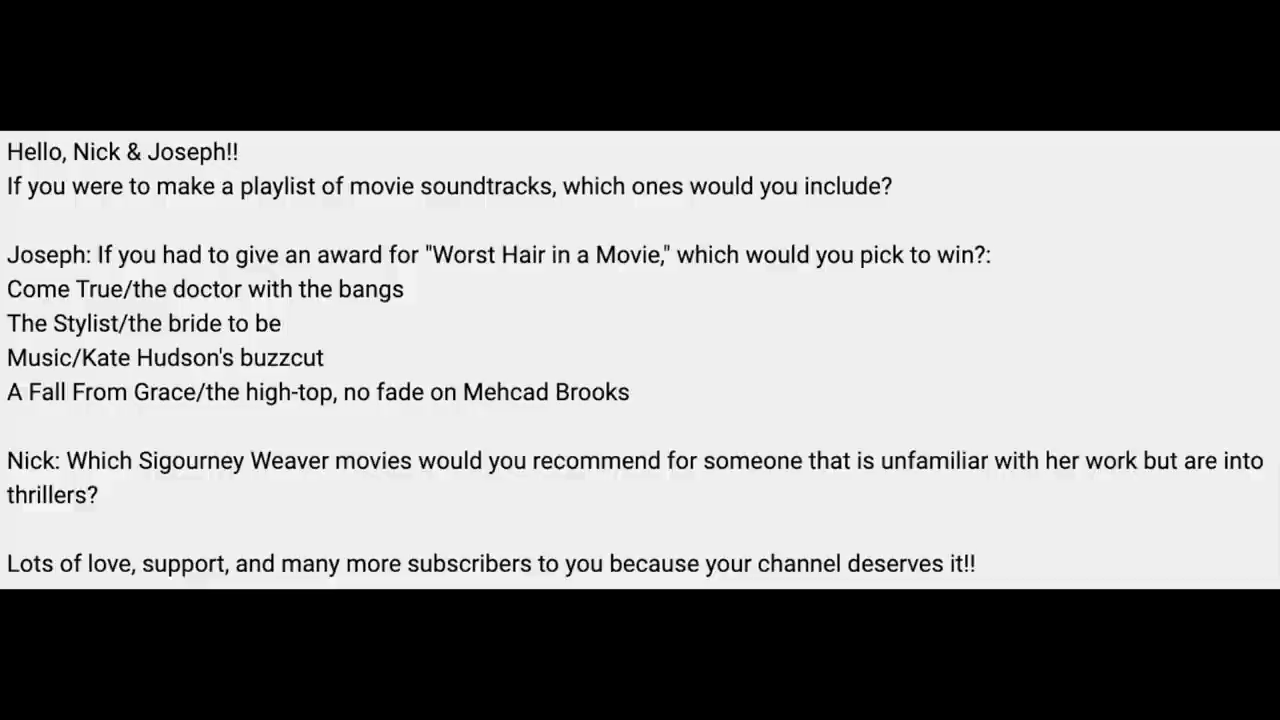 Hello, Nick & Joseph!!
If you were to make a playlist of movie soundtracks, which ones would you include?
Joseph: If you had to give an award for "Worst Hair in a Movie," which would you pick to win?:
Come True/the doctor with the bangs
The Stylist/the bride to be
Music/Kate Hudson's buzzcut
A Fall From Grace/the high-top, no fade on Mehcad Brooks
Nick: Which Sigourney Weaver movies would you recommend for someone that is unfamiliar with her work but are into
thrillers?
Lots of love, support, and many more subscribers to you because your channel deserves it!!